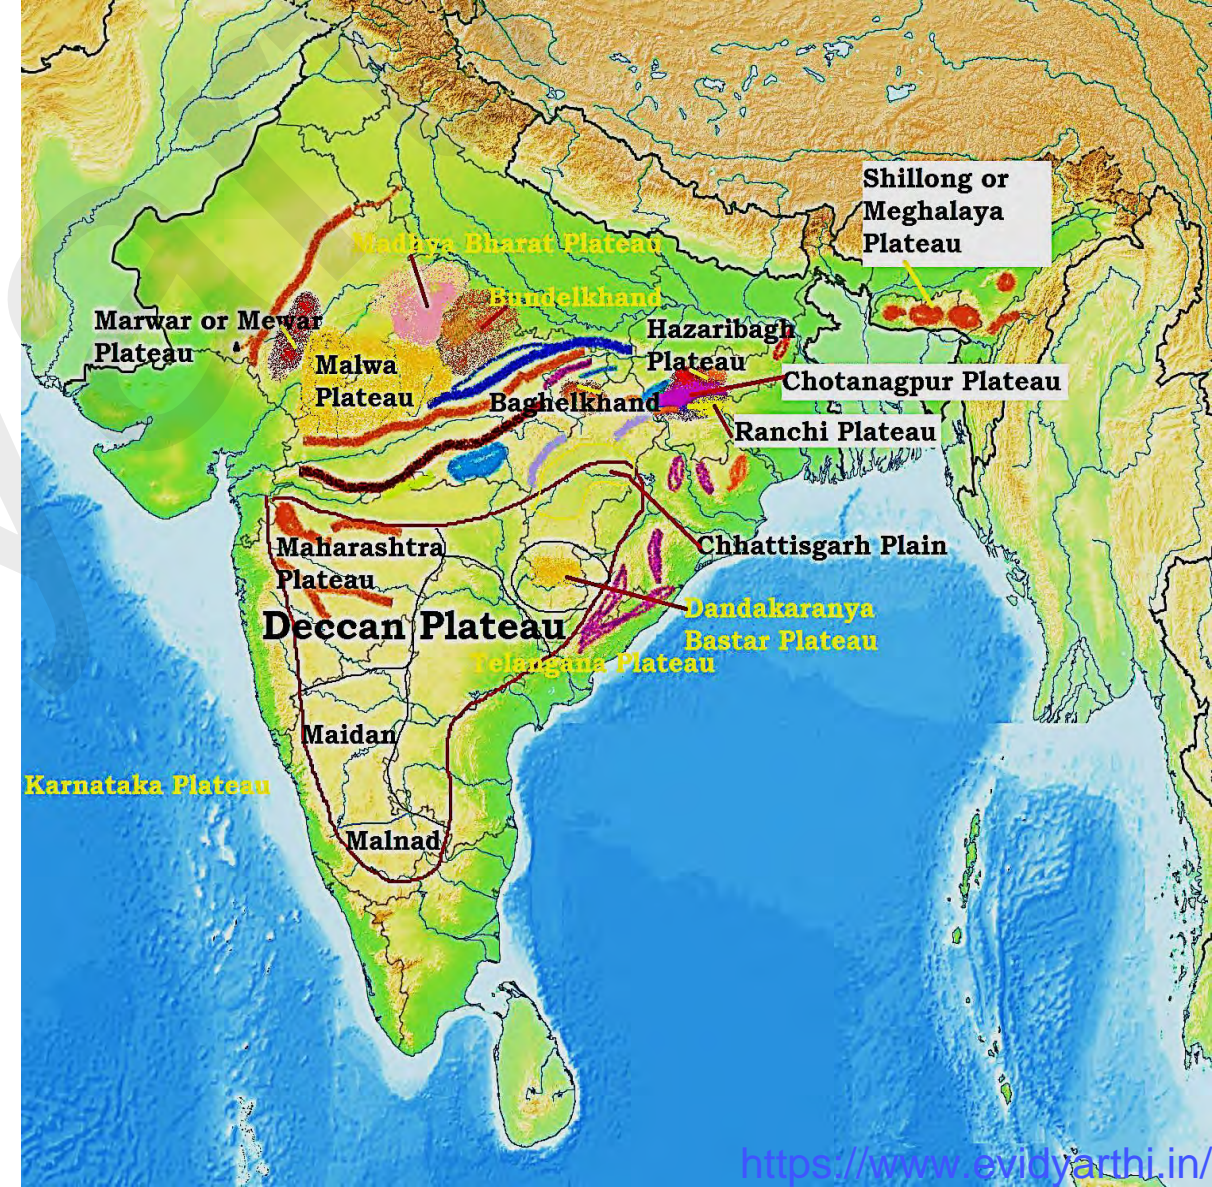 Shillong or
Meghalaya
Plateau
Madhya Bharat Plateau
Bundelkhand
Marwar or Mewar
Plateau
Hazaribagh
Plateau
Malwa
Plateau
Chotanagpur Plateau
Baghelkhand
Ranchi Plateau
Maharashtra
Plateau
Chhattisgarh Plain
Deccan Plateau
Dandakaranya
Bastar Plateau
Telangana Plateau
Maidan
Karnataka Plateau
Malnad
https://www.evidyarthi.in/